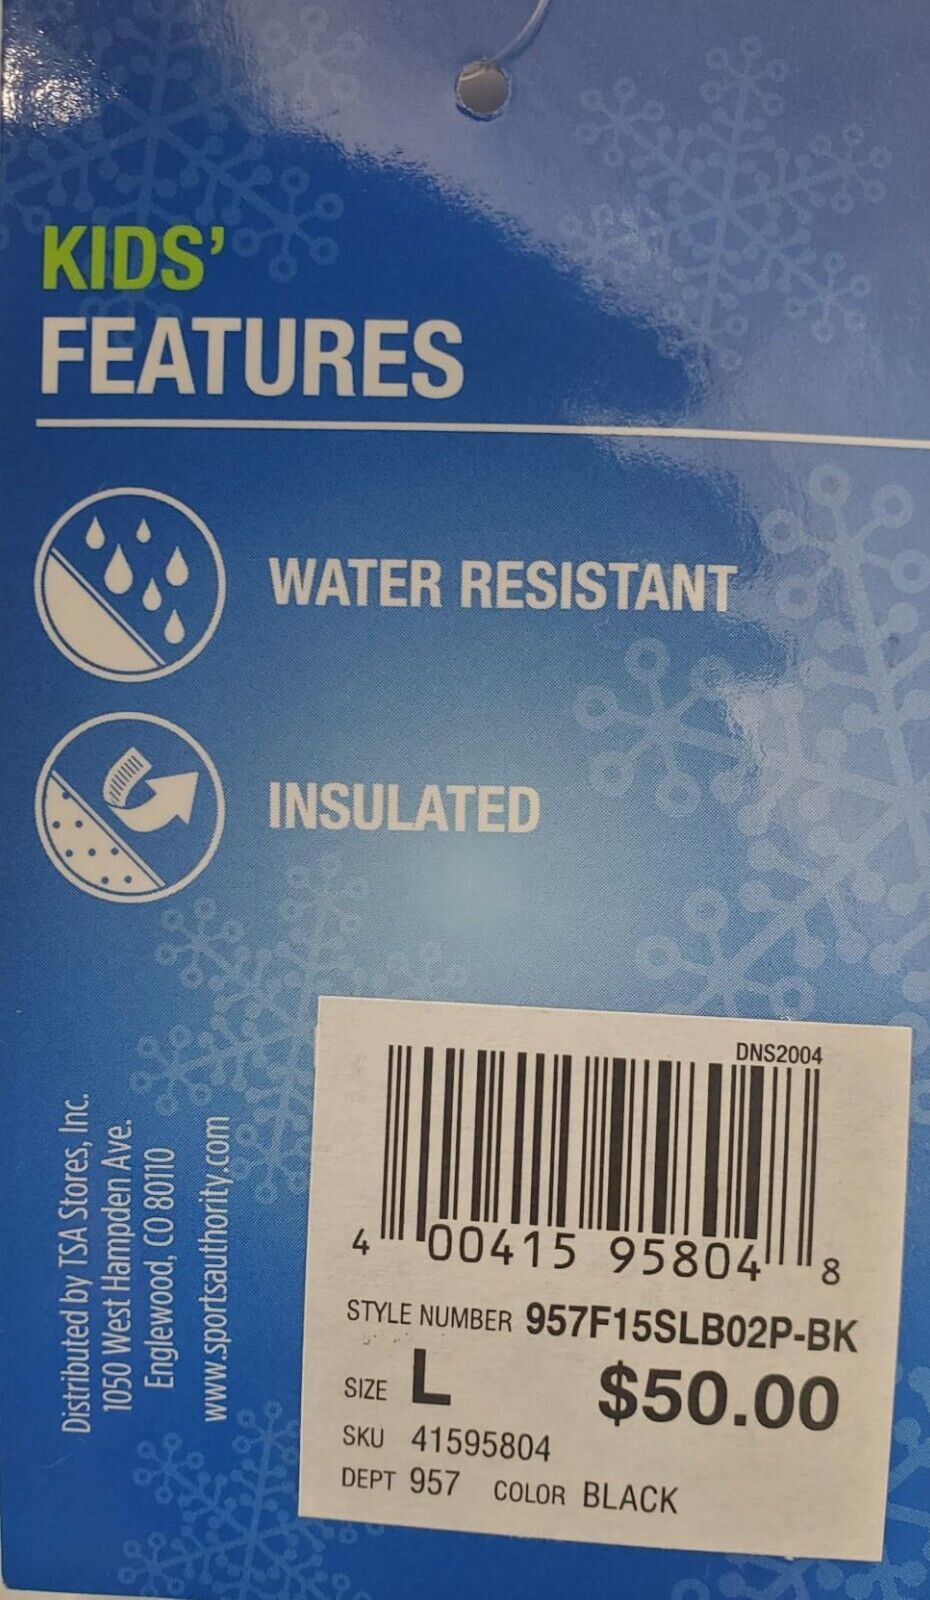 KIDS’
FEATURES
WATER RESISTANT
INSULATED
Distributed by TSA Stores, Inc.
1050 West Hampden Ave.
Englewood, CO 80110
www.sportsauthority.com
DNS2004
4 00415 95804 8
STYLE NUMBER 957F15SLB02P-BK
SIZE L $50.00
SKU 41595804
DEPT 957 COLOR BLACK